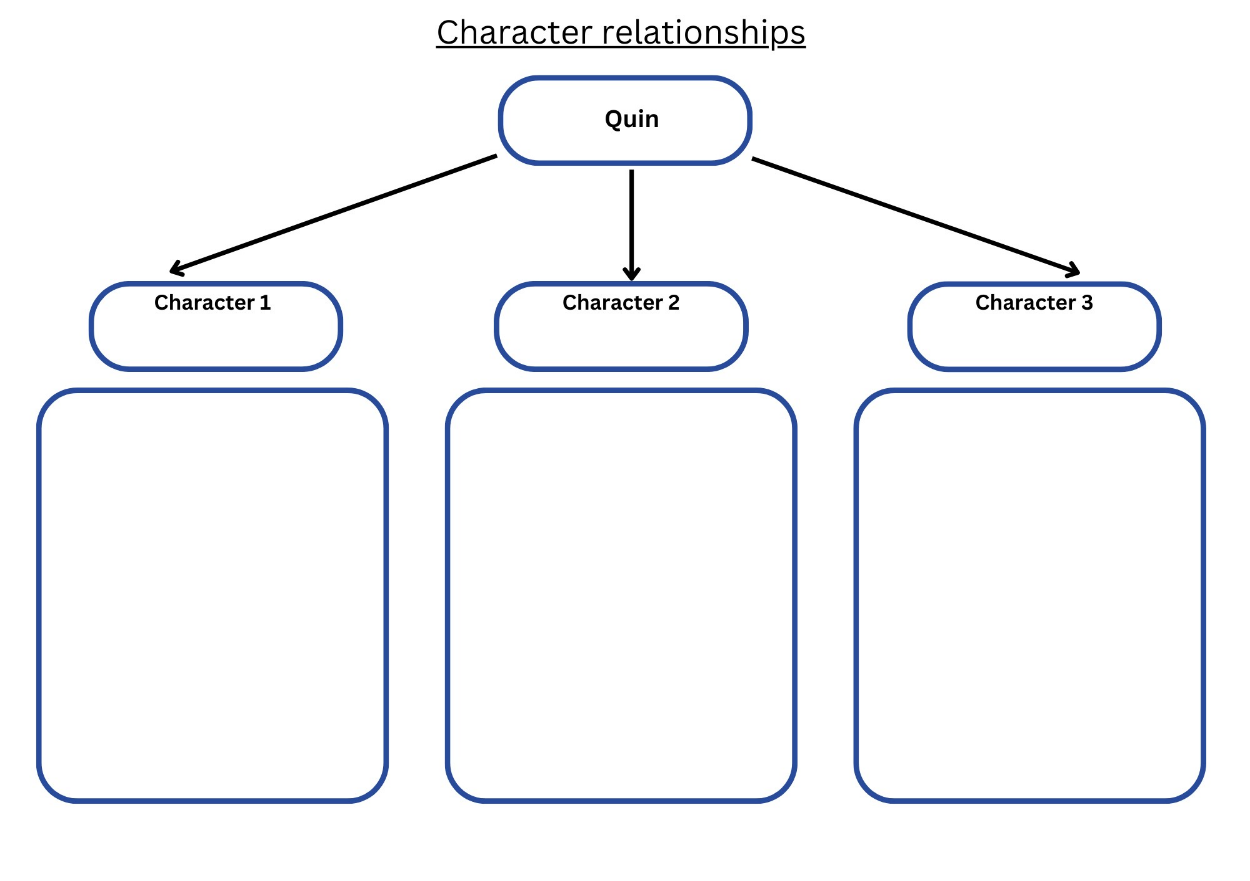 Character relationships
Quin
Character 1
Character 2
Character 3